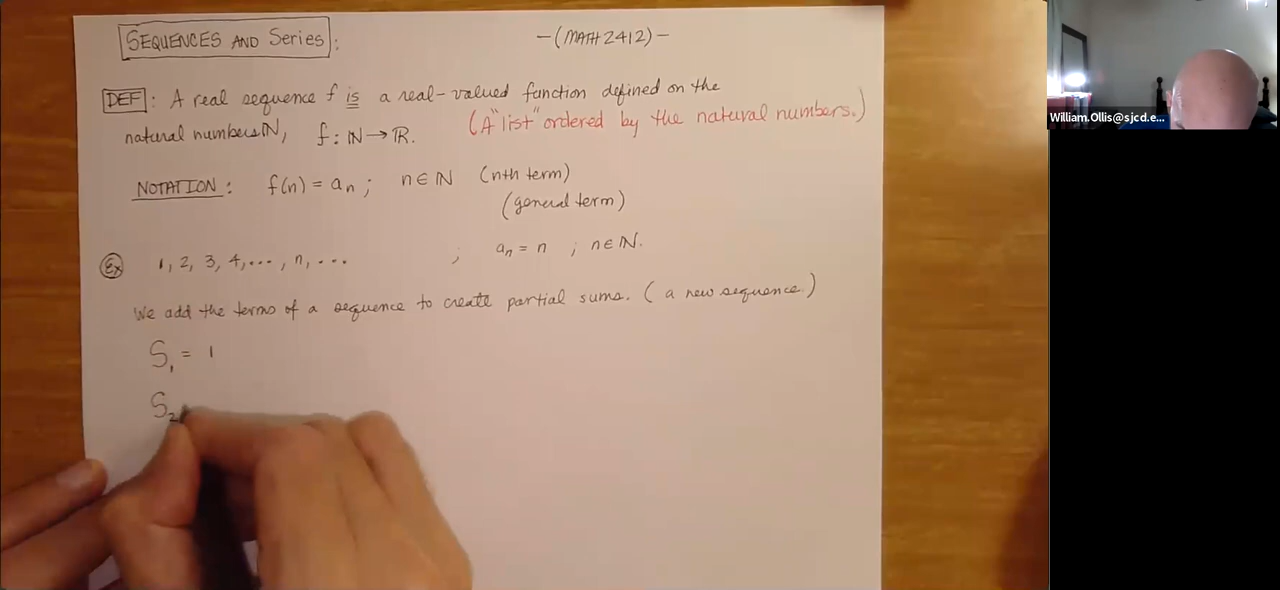 SEQUENCES AND Series:
-(MATH 2412)-
DEF: A real sequence f is a real-valued function defined on the
natural numbers ℕ, f: ℕ→ℝ. (A "list" ordered by the natural numbers.)
NOTATION: f(n) = aₙ ; n∈ℕ (nth term)
(general term)
Ex 1, 2, 3, 4, ... , n, ... ; aₙ = n ; n∈ℕ.
We add the terms of a sequence to create partial sums. (a new sequence.)
S₁ = 1
S₂
William.Ollis@sjcd.e...